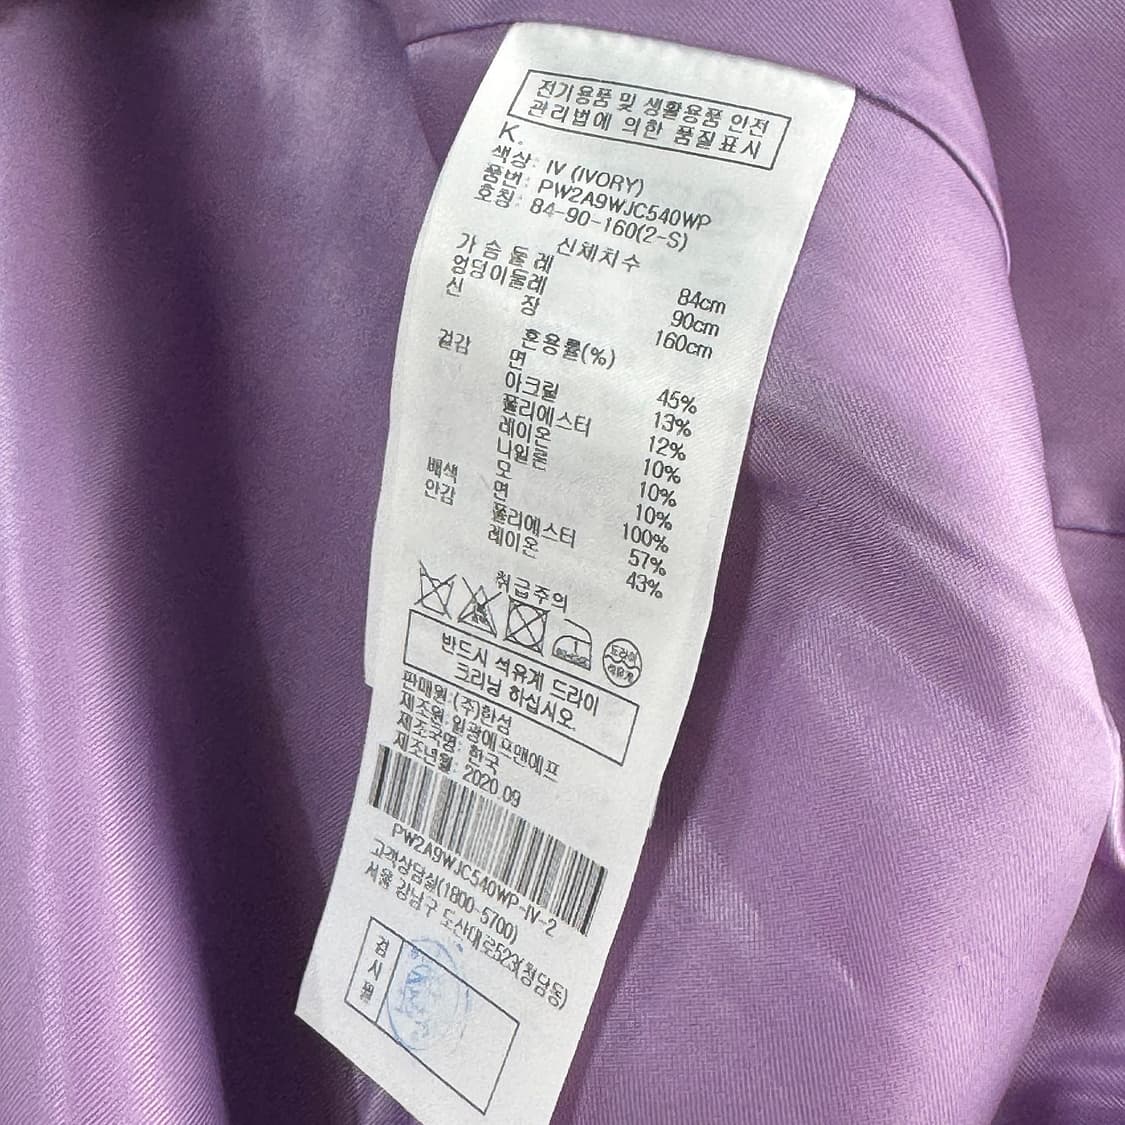 전기용품 및 생활용품 안전
관리법에 의한 품질표시
K.
색상: IV (IVORY)
품번: PW2A9WJC540WP
호칭: 84-90-160(2-S)
신체치수
가슴둘레 84cm
엉덩이둘레 90cm
신장 160cm
혼용률(%)
겉감 면 45%
아크릴 13%
폴리에스터 12%
레이온 10%
나일론 10%
모 10%
배색 면 100%
안감 폴리에스터 57%
레이온 43%
취급주의
드라이
석유계
반드시 석유계 드라이
크리닝 하십시오.
판매원:(주)한섬
제조원:일광에프앤에프
제조국명: 한국
제조년월: 2020.09
PW2A9WJC540WP-IV-2
고객상담실(1800-5700)
서울 강남구 도산대로523(청담동)
검시필